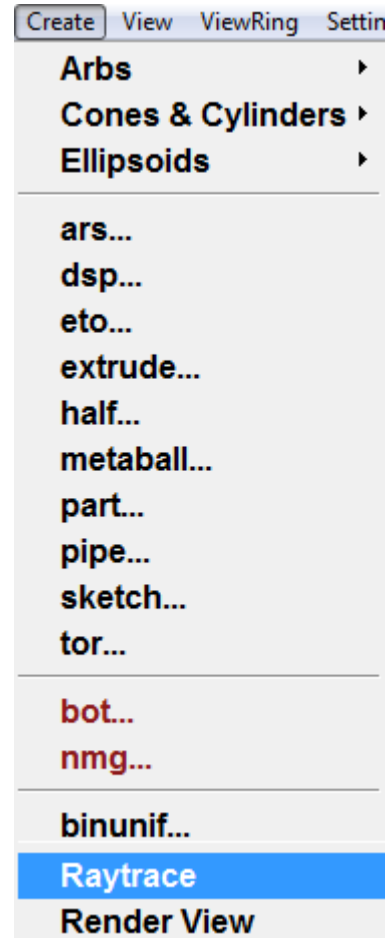 Create View ViewRing Settin
Arbs
Cones & Cylinders
Ellipsoids
ars...
dsp...
eto...
extrude...
half...
metaball...
part...
pipe...
sketch...
tor...
bot...
nmg...
binunif...
Raytrace
Render View